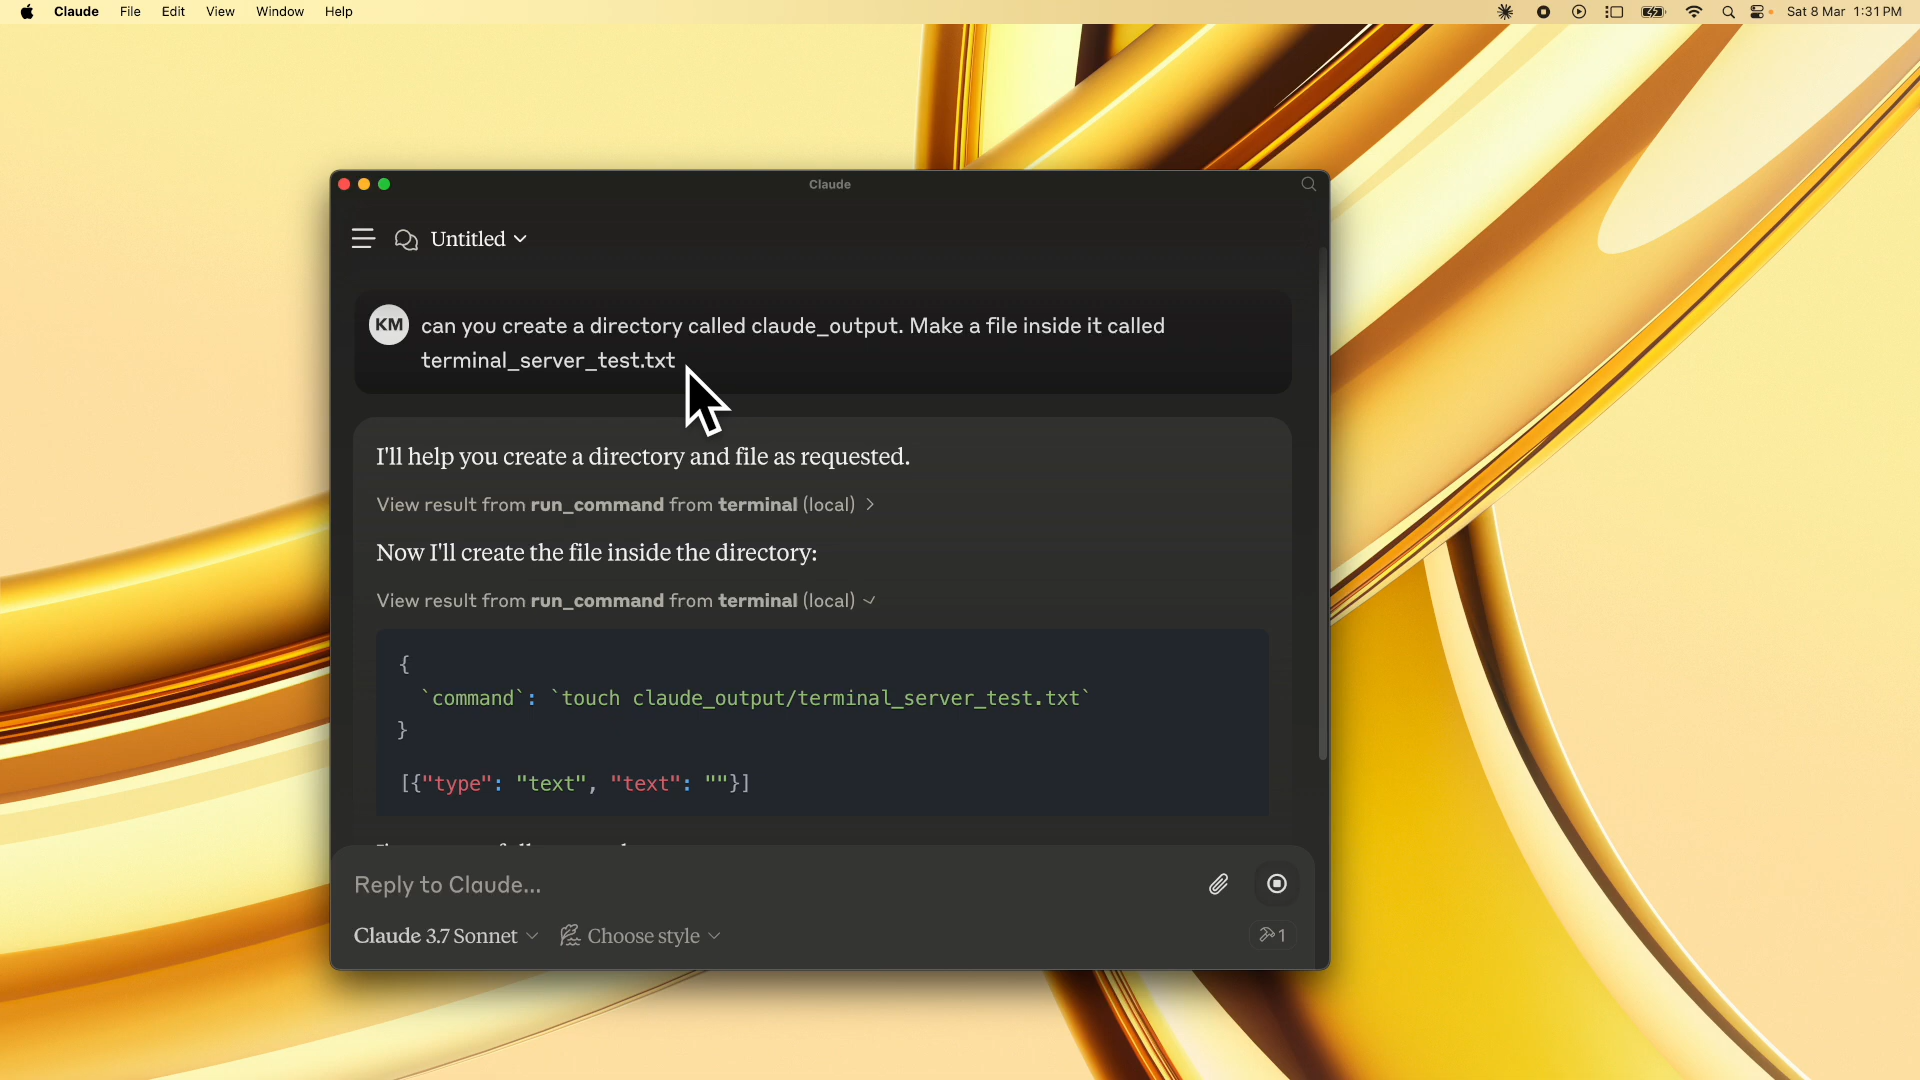 Claude File Edit View Window Help Sat 8 Mar 1:31 PM
Claude
Untitled
KM
can you create a directory called claude_output. Make a file inside it called
terminal_server_test.txt
I'll help you create a directory and file as requested.
View result from run_command from terminal (local)
Now I'll create the file inside the directory:
View result from run_command from terminal (local)
{
`command`: `touch claude_output/terminal_server_test.txt`
}
[{"type": "text", "text": ""}]
Reply to Claude...
Claude 3.7 Sonnet Choose style 1